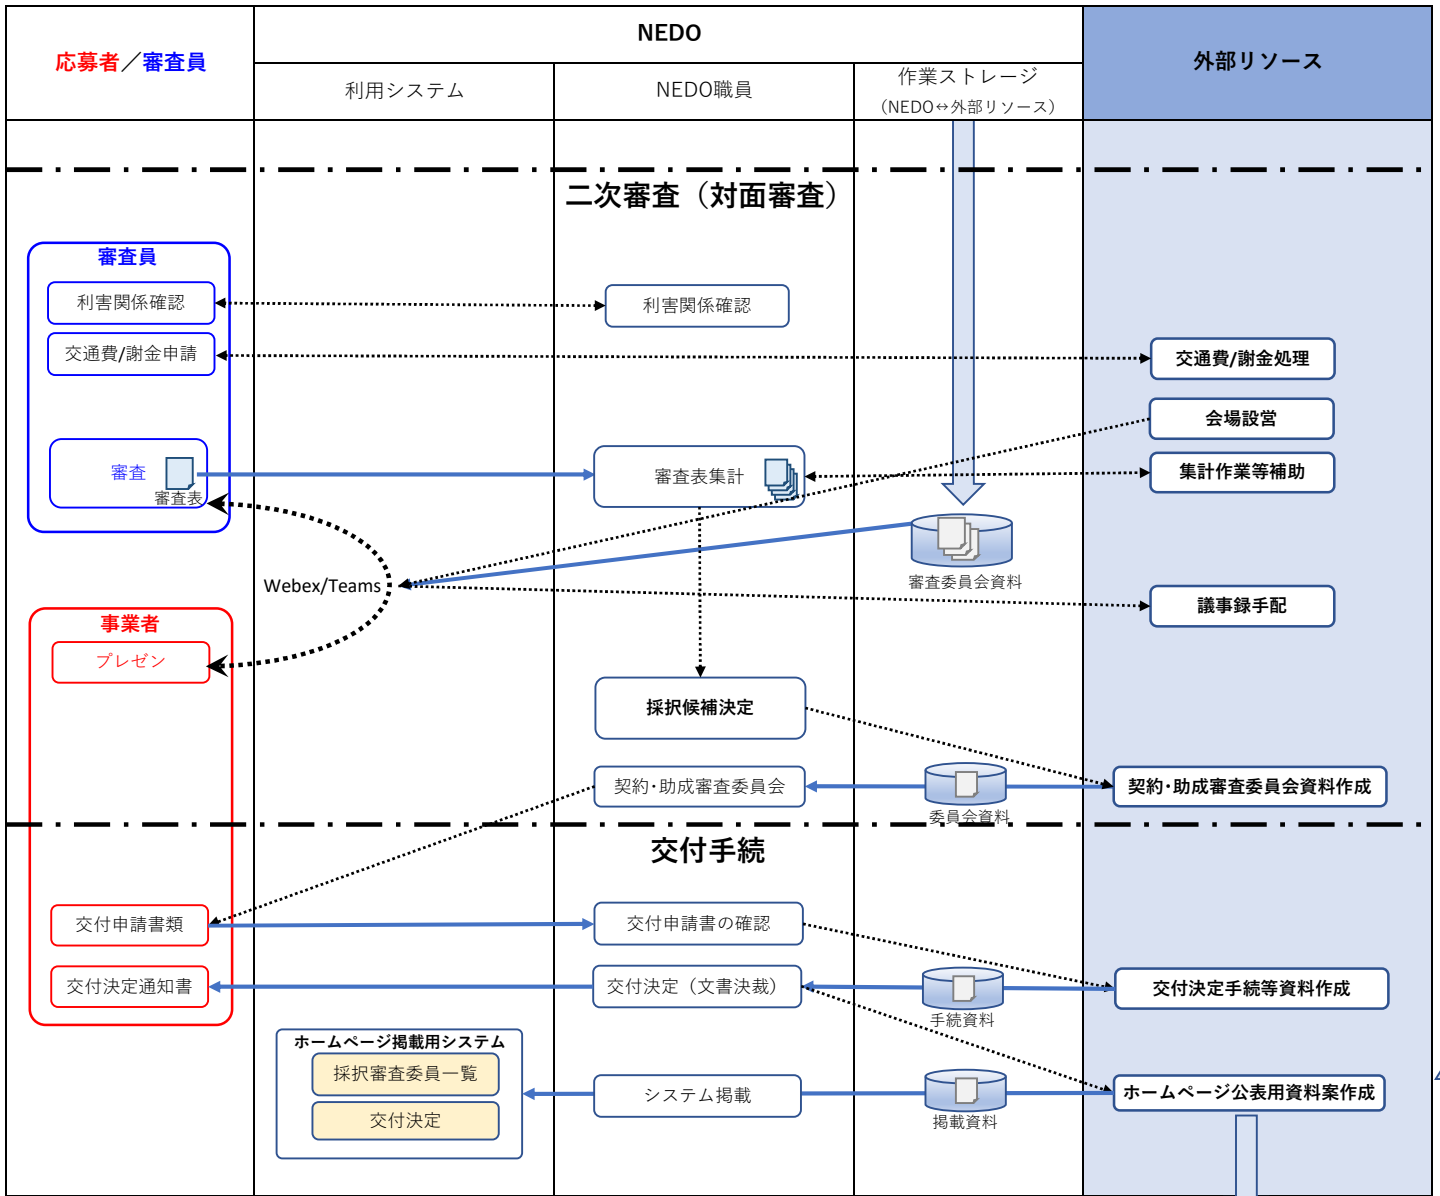 応募者／審査員
NEDO
外部リソース
利用システム
NEDO職員
作業ストレージ
（NEDO⇔外部リソース）
二次審査（対面審査）
審査員
利害関係確認
利害関係確認
交通費/謝金申請
交通費/謝金処理
会場設営
審査
審査表
審査表集計
集計作業等補助
審査委員会資料
Webex/Teams
議事録手配
事業者
プレゼン
採択候補決定
契約・助成審査委員会
委員会資料
契約・助成審査委員会資料作成
交付手続
交付申請書類
交付申請書の確認
交付決定通知書
交付決定（文書決裁）
手続資料
交付決定手続等資料作成
ホームページ掲載用システム
採択審査委員一覧
交付決定
システム掲載
掲載資料
ホームページ公表用資料案作成